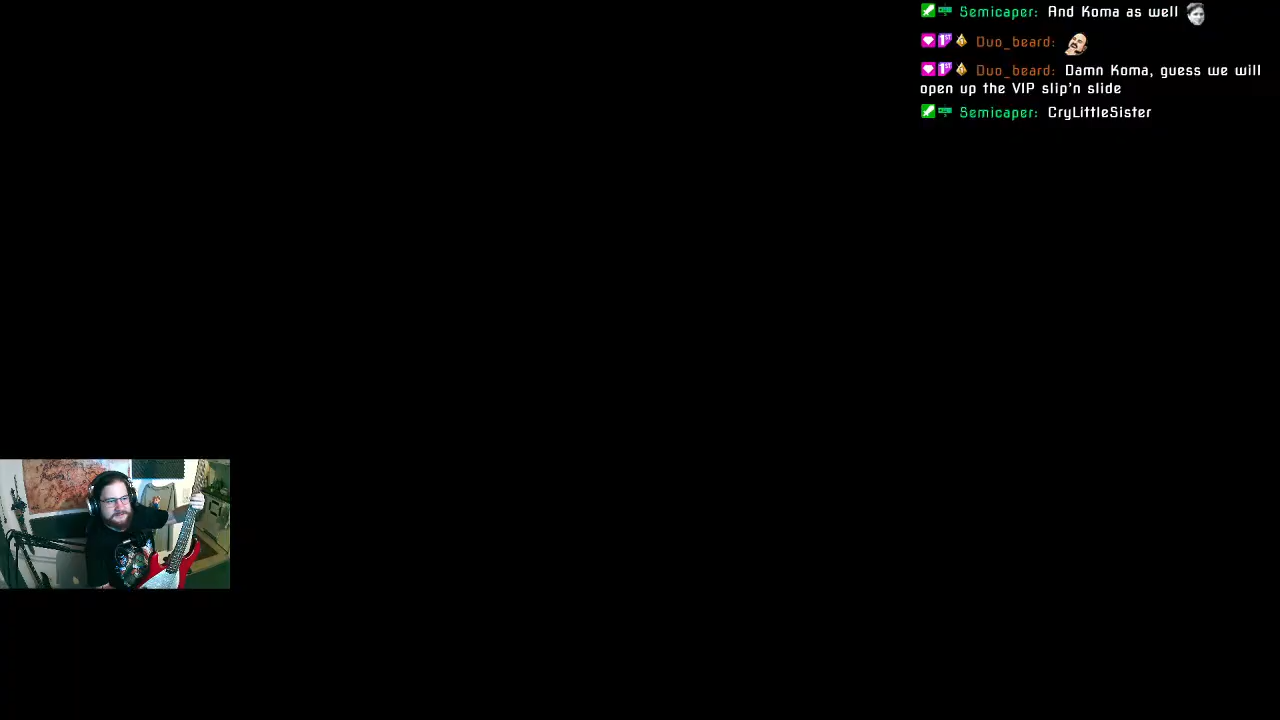 Semicaper: And Koma as well
Duo_beard:
Duo_beard: Damn Koma, guess we will
open up the VIP slip'n slide
Semicaper: CryLittleSister